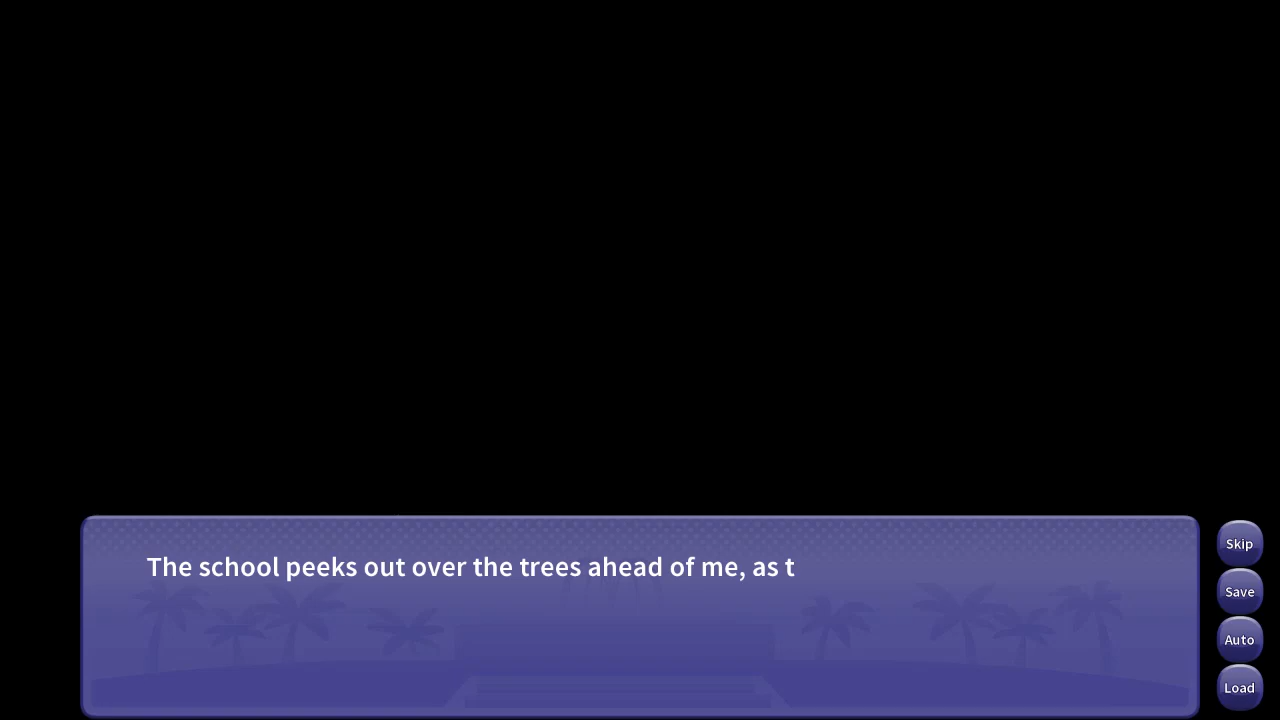 The school peeks out over the trees ahead of me, as t
Skip
Save
Auto
Load